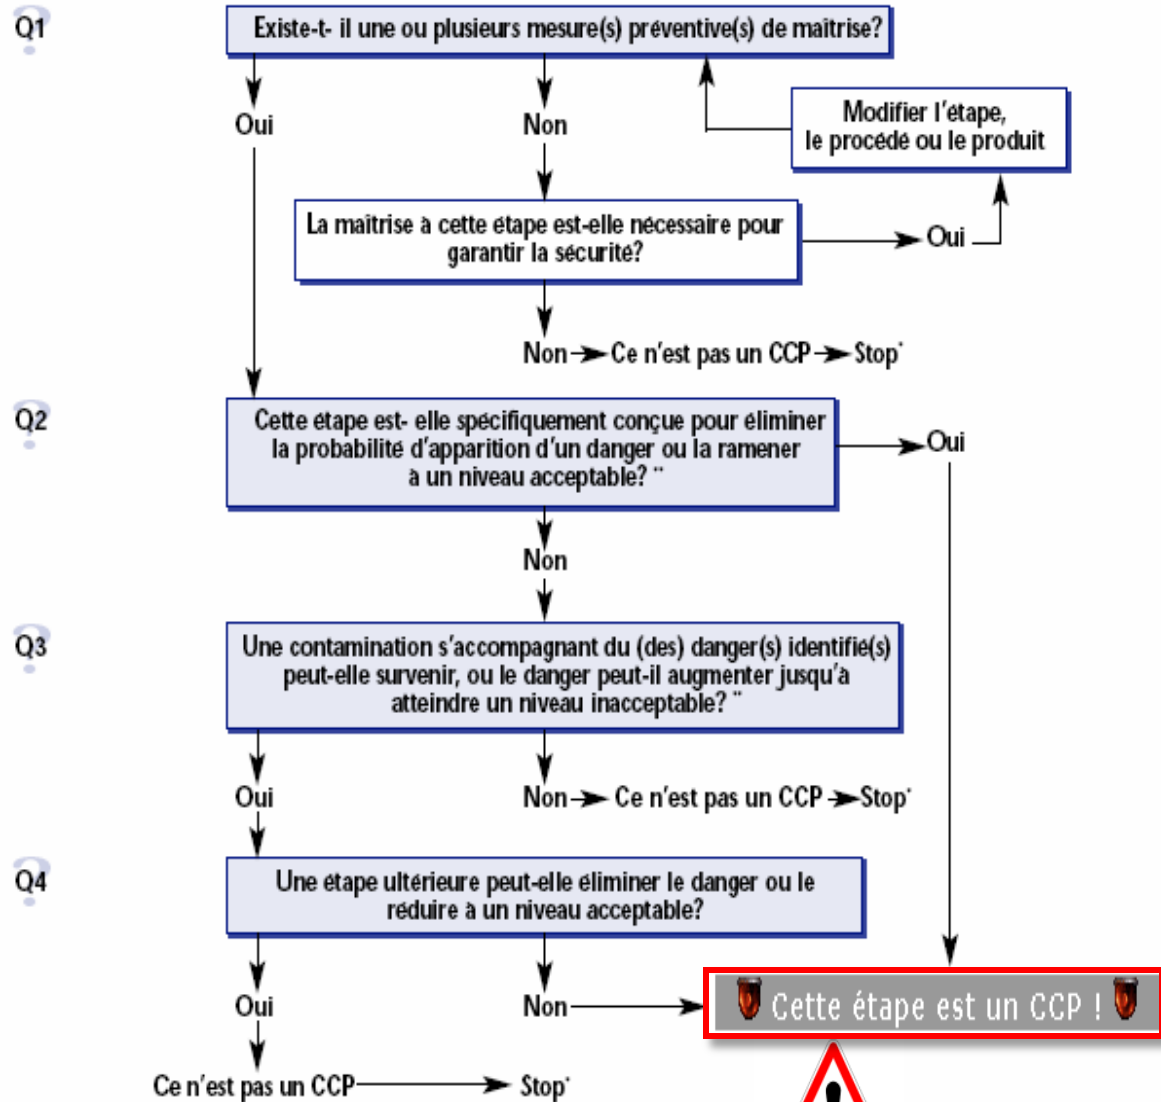 Q1
Existe-t- il une ou plusieurs mesure(s) préventive(s) de maîtrise?
Oui
Non
Modifier l'étape,
le procédé ou le produit
La maîtrise à cette étape est-elle nécessaire pour
garantir la sécurité?
Oui
Non Ce n'est pas un CCP Stop*
Q2
Cette étape est- elle spécifiquement conçue pour éliminer
la probabilité d'apparition d'un danger ou la ramener
à un niveau acceptable? **
Oui
Non
Q3
Une contamination s'accompagnant du (des) danger(s) identifié(s)
peut-elle survenir, ou le danger peut-il augmenter jusqu'à
atteindre un niveau inacceptable? **
Oui
Non Ce n'est pas un CCP Stop*
Q4
Une étape ultérieure peut-elle éliminer le danger ou le
réduire à un niveau acceptable?
Oui
Non
Cette étape est un CCP !
Ce n'est pas un CCP Stop*